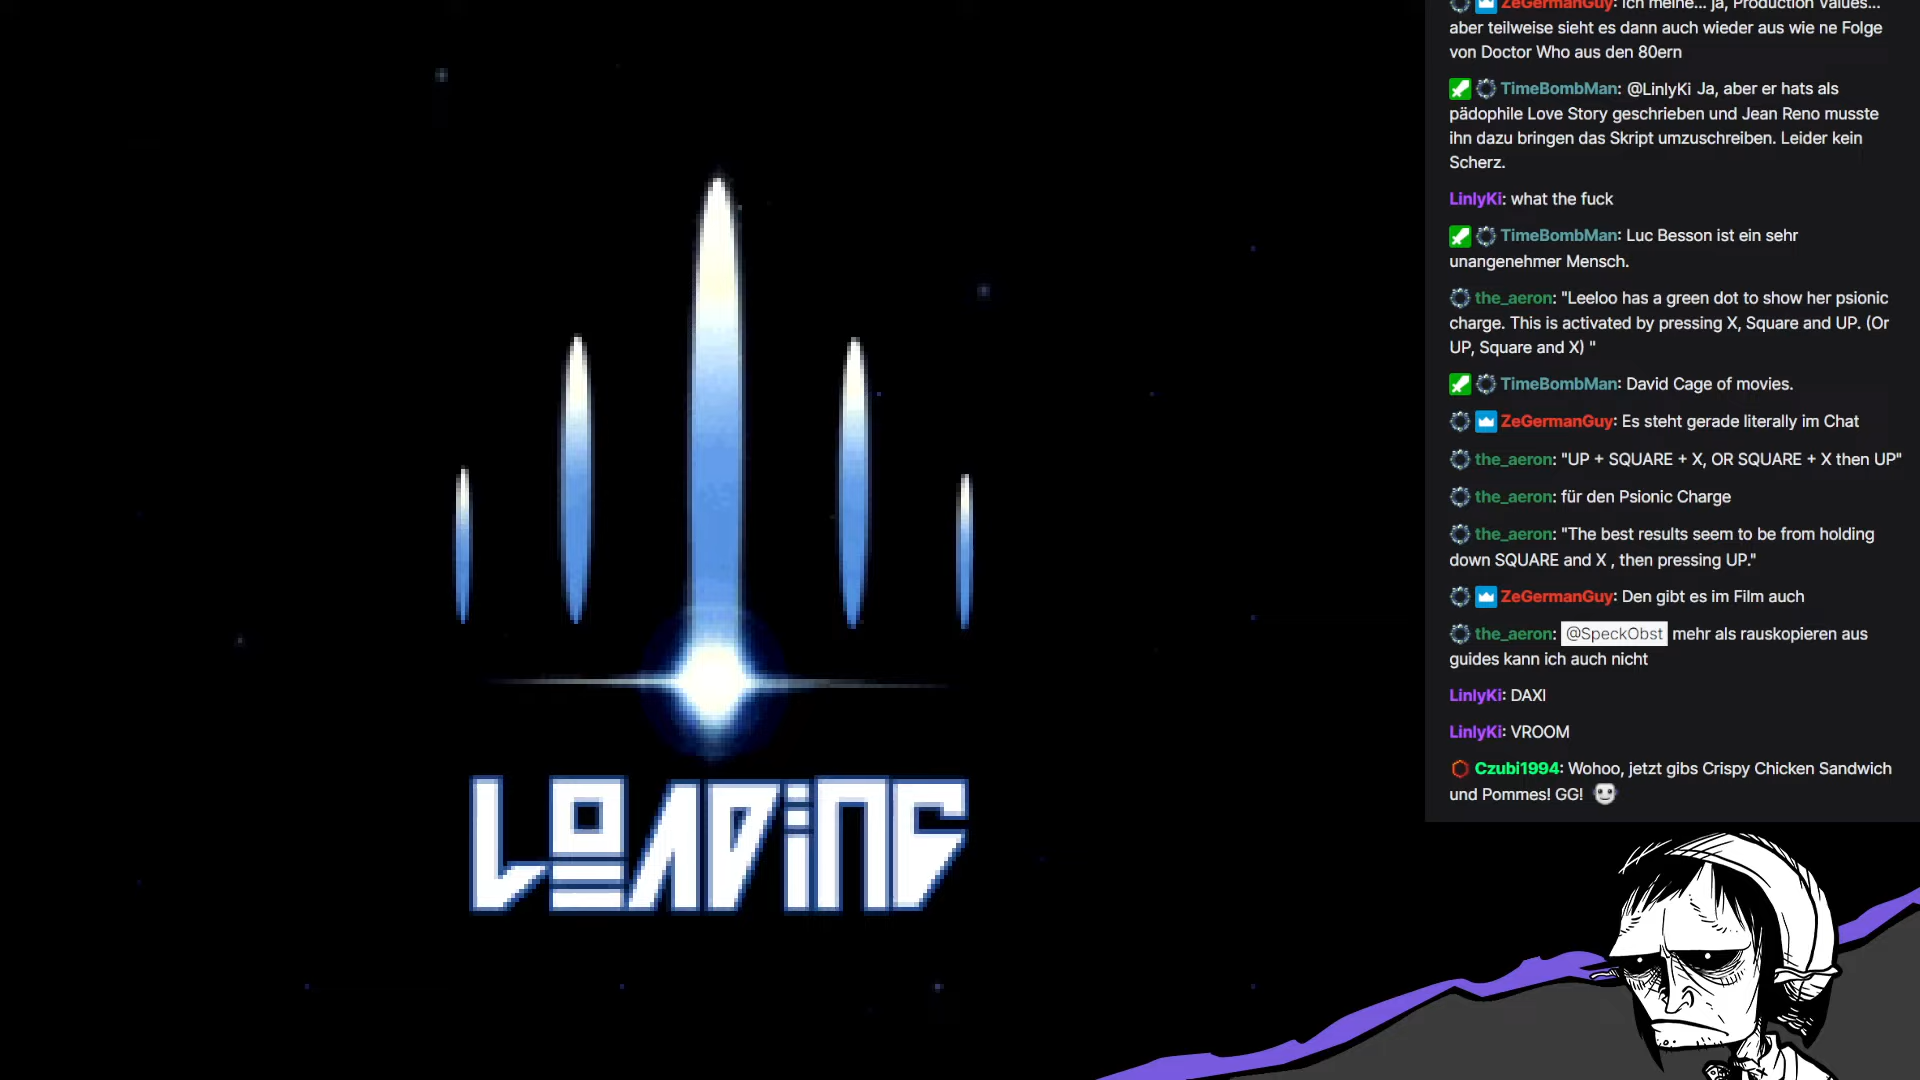 ZeGermanGuy: Ich meine... ja, Production Values...
aber teilweise sieht es dann auch wieder aus wie ne Folge
von Doctor Who aus den 80ern
TimeBombMan: @LinlyKi Ja, aber er hats als
pädophile Love Story geschrieben und Jean Reno musste
ihn dazu bringen das Skript umzuschreiben. Leider kein
Scherz.
LinlyKi: what the fuck
TimeBombMan: Luc Besson ist ein sehr
unangenehmer Mensch.
the_aeron: "Leeloo has a green dot to show her psionic
charge. This is activated by pressing X, Square and UP. (Or
UP, Square and X) "
TimeBombMan: David Cage of movies.
ZeGermanGuy: Es steht gerade literally im Chat
the_aeron: "UP + SQUARE + X, OR SQUARE + X then UP"
the_aeron: für den Psionic Charge
the_aeron: "The best results seem to be from holding
down SQUARE and X , then pressing UP."
ZeGermanGuy: Den gibt es im Film auch
the_aeron: @SpeckObst mehr als rauskopieren aus
guides kann ich auch nicht
LinlyKi: DAXI
LinlyKi: VROOM
Czubi1994: Wohoo, jetzt gibs Crispy Chicken Sandwich
und Pommes! GG!
LOADiNG